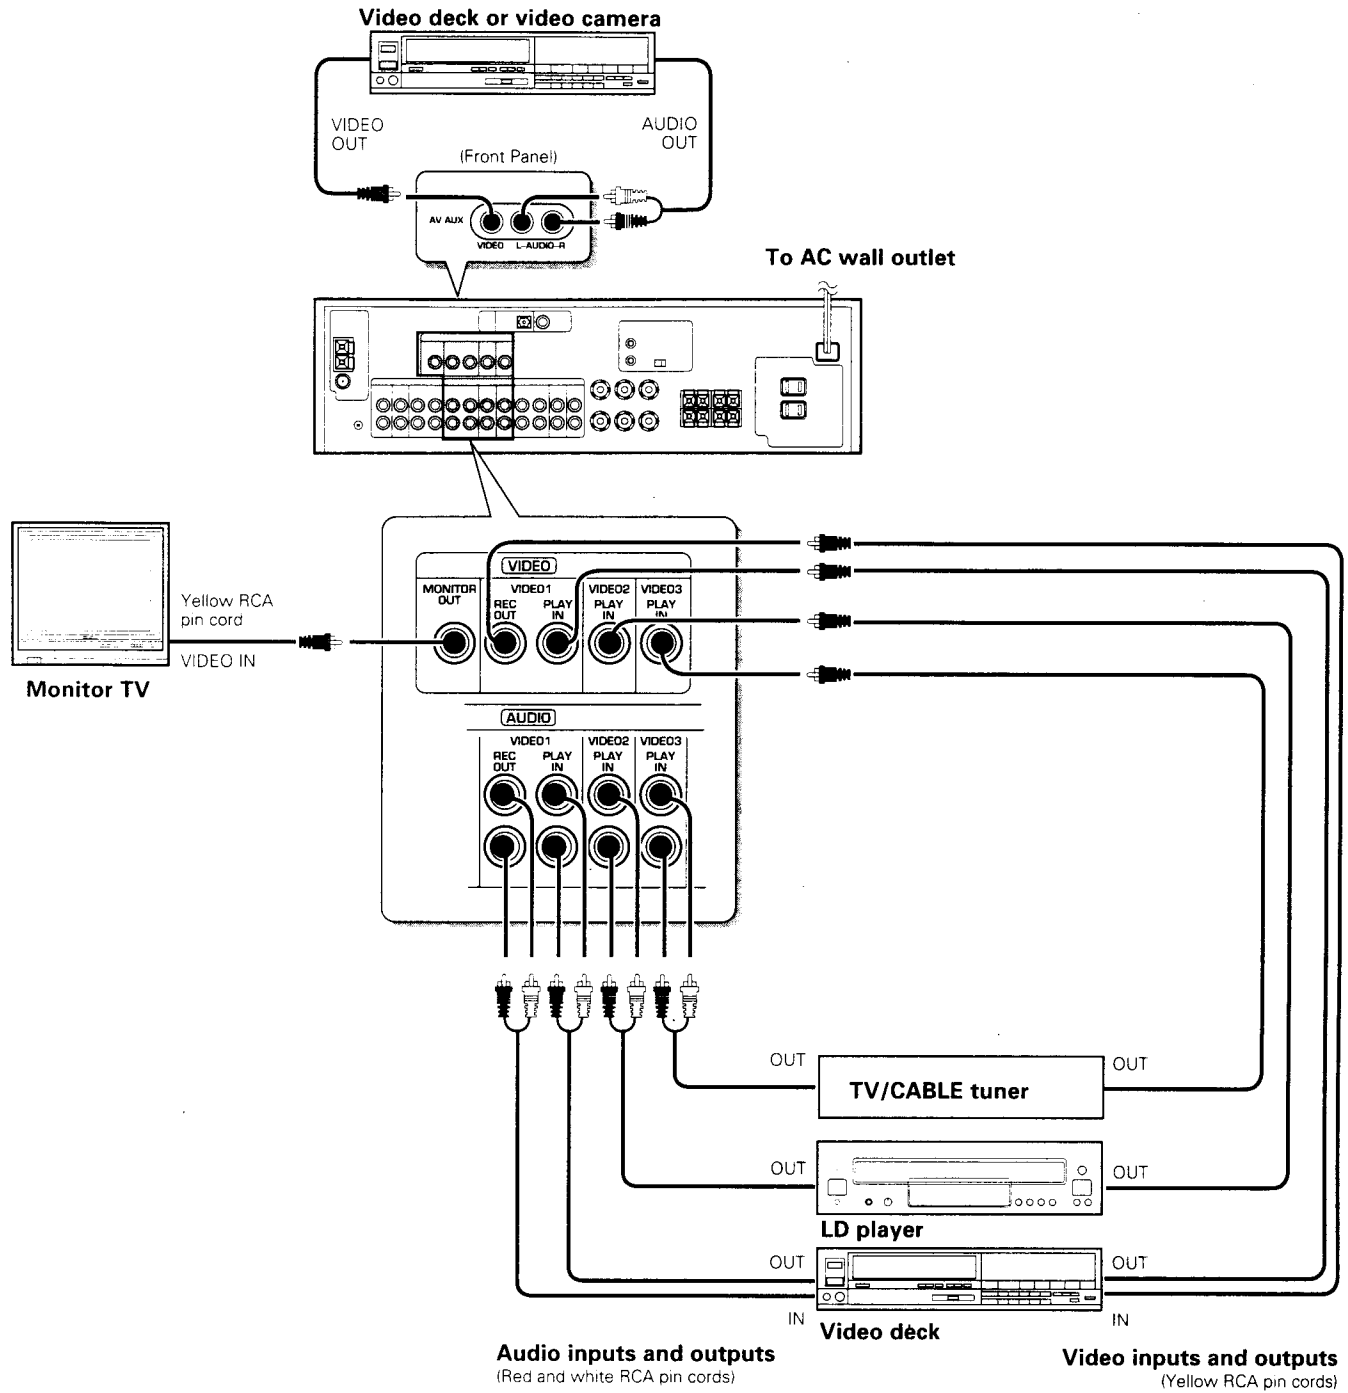 Video deck or video camera
VIDEO
OUT
AUDIO
OUT
(Front Panel)
AV AUX
VIDEO L-AUDIO-R
To AC wall outlet
VIDEO
MONITOR
OUT
VIDEO1
REC
OUT
PLAY
IN
VIDEO2
PLAY
IN
VIDEO3
PLAY
IN
Yellow RCA
pin cord
VIDEO IN
Monitor TV
AUDIO
VIDEO1
REC
OUT
PLAY
IN
VIDEO2
PLAY
IN
VIDEO3
PLAY
IN
OUT
TV/CABLE tuner
OUT
OUT
OUT
LD player
OUT
OUT
IN
Video deck
IN
Audio inputs and outputs
(Red and white RCA pin cords)
Video inputs and outputs
(Yellow RCA pin cords)